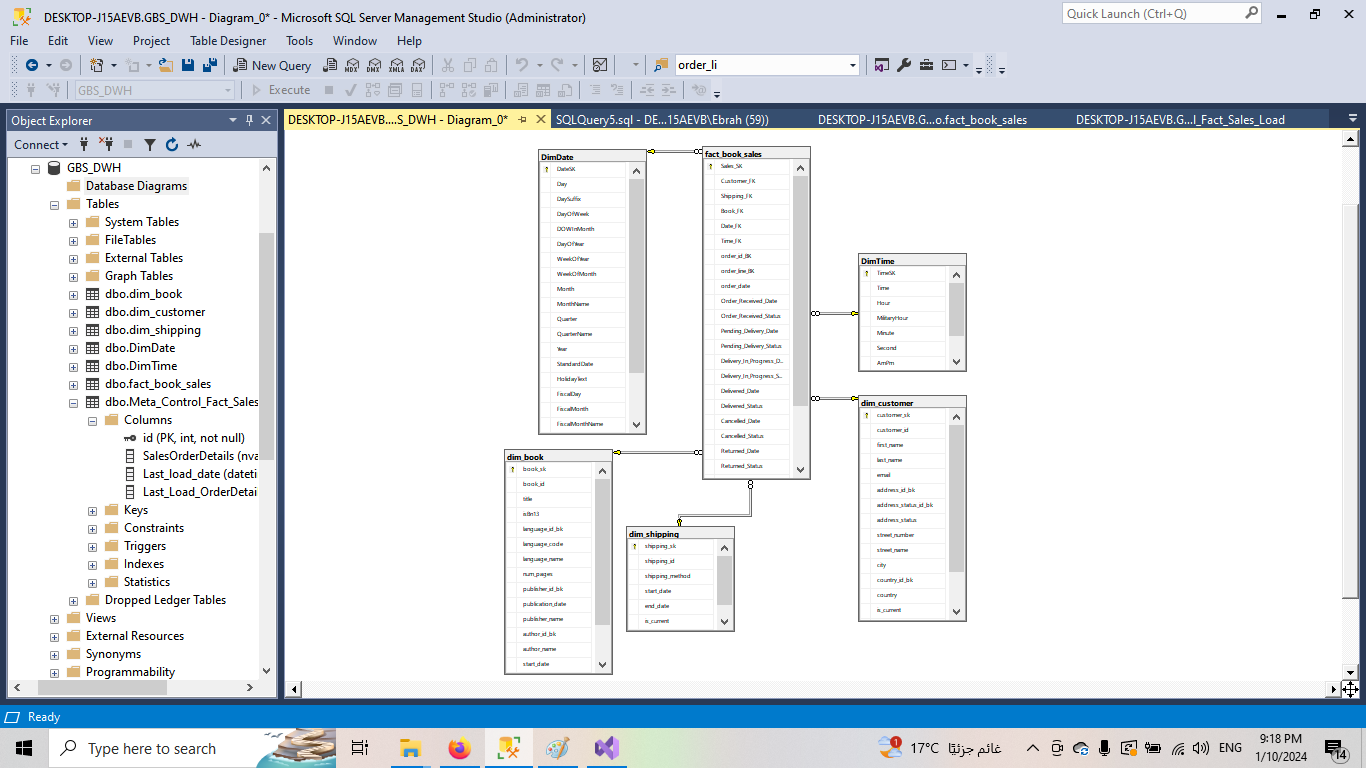 DESKTOP-J15AEVB.GBS_DWH - Diagram_0* - Microsoft SQL Server Management Studio (Administrator)
Quick Launch (Ctrl+Q)
File Edit View Project Table Designer Tools Window Help
New Query MDX DMX XMLA DAX order_li
GBS_DWH Execute
Object Explorer
DESKTOP-J15AEVB....S_DWH - Diagram_0* SQLQuery5.sql - DE...15AEVB\Ebrah (59)) DESKTOP-J15AEVB.G...o.fact_book_sales DESKTOP-J15AEVB.G...l_Fact_Sales_Load
Connect
GBS_DWH
Database Diagrams
Tables
System Tables
FileTables
External Tables
Graph Tables
dbo.dim_book
dbo.dim_customer
dbo.dim_shipping
dbo.DimDate
dbo.DimTime
dbo.fact_book_sales
dbo.Meta_Control_Fact_Sales
Columns
id (PK, int, not null)
SalesOrderDetails (nva
Last_load_date (dateti
Last_Load_OrderDetai
Keys
Constraints
Triggers
Indexes
Statistics
Dropped Ledger Tables
Views
External Resources
Synonyms
Programmability
DimDate
DateSK
Day
DaySuffix
DayOfWeek
DOWInMonth
DayOfYear
WeekOfYear
WeekOfMonth
Month
MonthName
Quarter
QuarterName
Year
StandardDate
HolidayText
FiscalDay
FiscalMonth
FiscalMonthName
fact_book_sales
Sales_SK
Customer_FK
Shipping_FK
Book_FK
Date_FK
Time_FK
order_id_BK
order_line_BK
order_date
Order_Received_Date
Order_Received_Status
Pending_Delivery_Date
Pending_Delivery_Status
Delivery_In_Progress_D...
Delivery_In_Progress_S...
Delivered_Date
Delivered_Status
Cancelled_Date
Cancelled_Status
Returned_Date
Returned_Status
DimTime
TimeSK
Time
Hour
MilitaryHour
Minute
Second
AmPm
dim_customer
customer_sk
customer_id
first_name
last_name
email
address_id_bk
address_status_id_bk
address_status
street_number
street_name
city
country_id_bk
country
is_current
dim_book
book_sk
book_id
title
isbn13
language_id_bk
language_code
language_name
num_pages
publisher_id_bk
publication_date
publisher_name
author_id_bk
author_name
start_date
dim_shipping
shipping_sk
shipping_id
shipping_method
start_date
end_date
is_current
Ready
Type here to search
1
17°C غائم جزئيًا
ENG
9:18 PM
1/10/2024
14